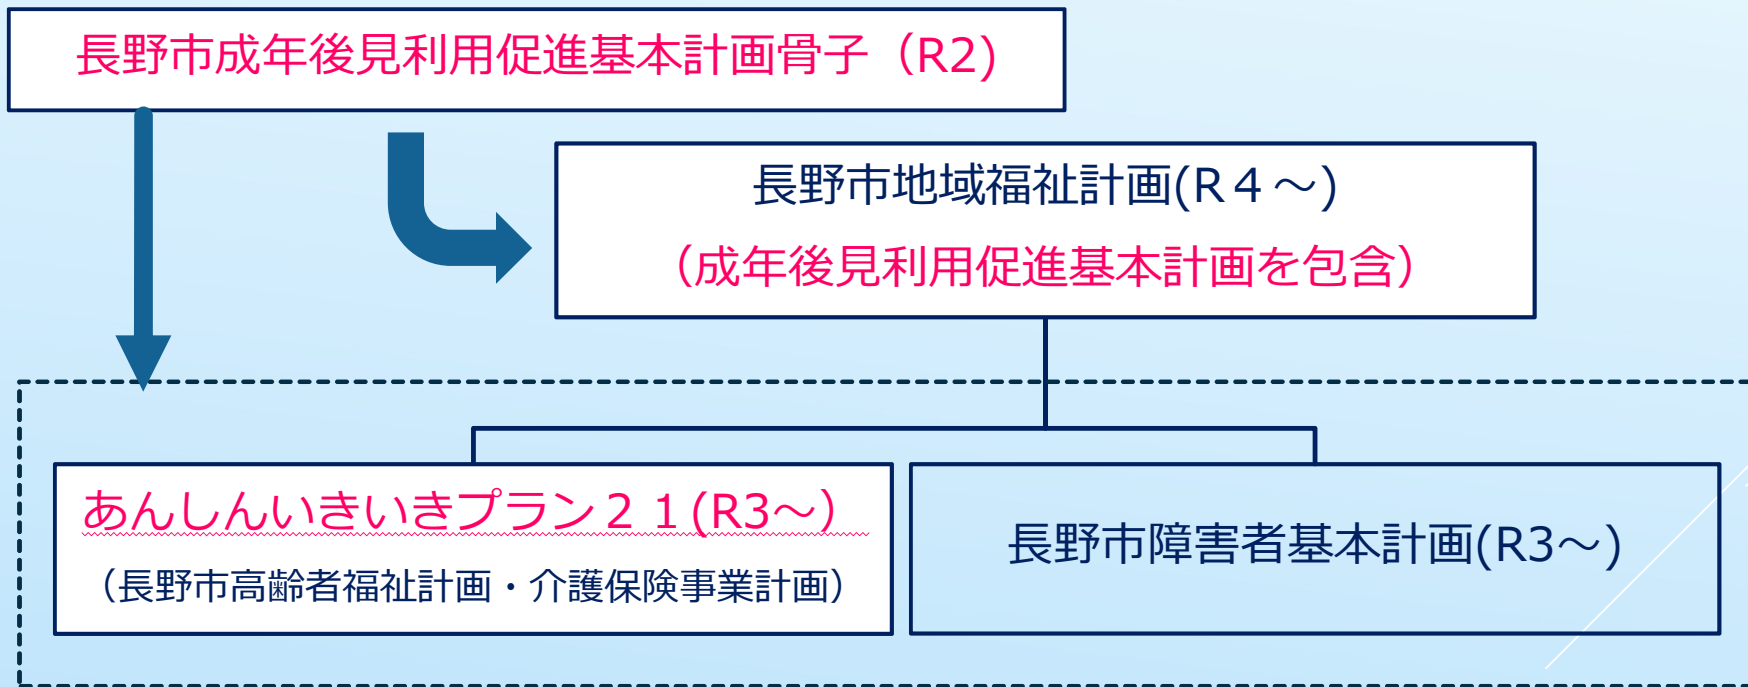 長野市成年後見利用促進基本計画骨子（R2)
長野市地域福祉計画(R４～)
（成年後見利用促進基本計画を包含）
あんしんいきいきプラン２１(R3～）
（長野市高齢者福祉計画・介護保険事業計画）
長野市障害者基本計画(R3～)